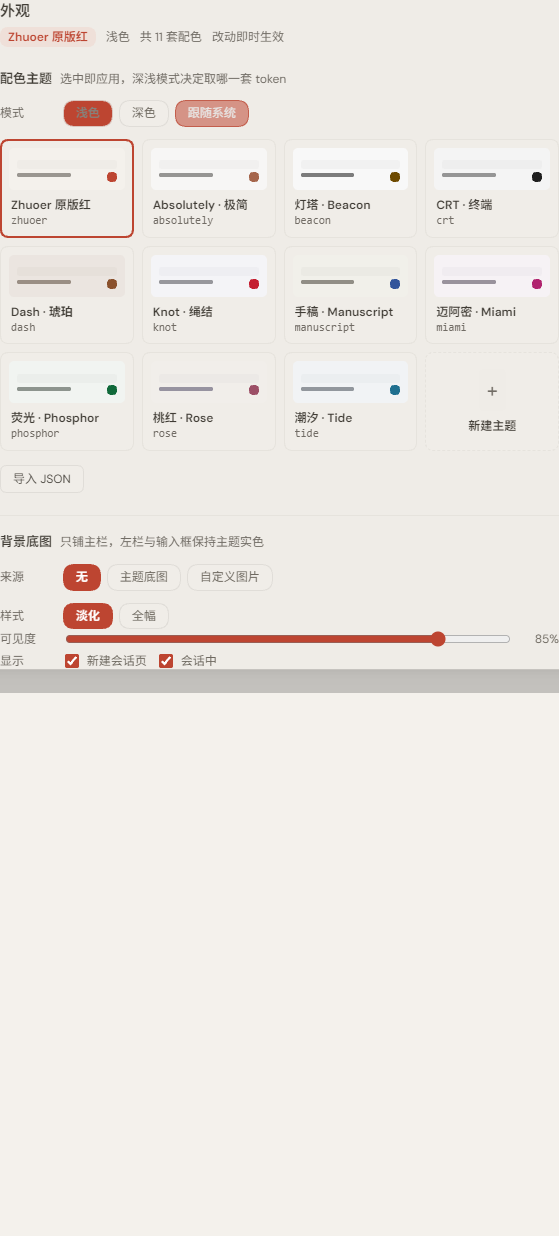 外观
Zhuoer 原版红 浅色 共 11 套配色 改动即时生效
配色主题 选中即应用，深浅模式决定取哪一套 token
模式 浅色 深色 跟随系统
Zhuoer 原版红 Absolutely · 极简 灯塔 · Beacon CRT · 终端
zhuoer absolutely beacon crt
Dash · 琥珀 Knot · 绳结 手稿 · Manuscript 迈阿密 · Miami
dash knot manuscript miami
荧光 · Phosphor 桃红 · Rose 潮汐 · Tide +
phosphor rose tide 新建主题
导入 JSON
背景底图 只铺主栏，左栏与输入框保持主题实色
来源 无 主题底图 自定义图片
样式 淡化 全幅
可见度 85%
显示 新建会话页 会话中